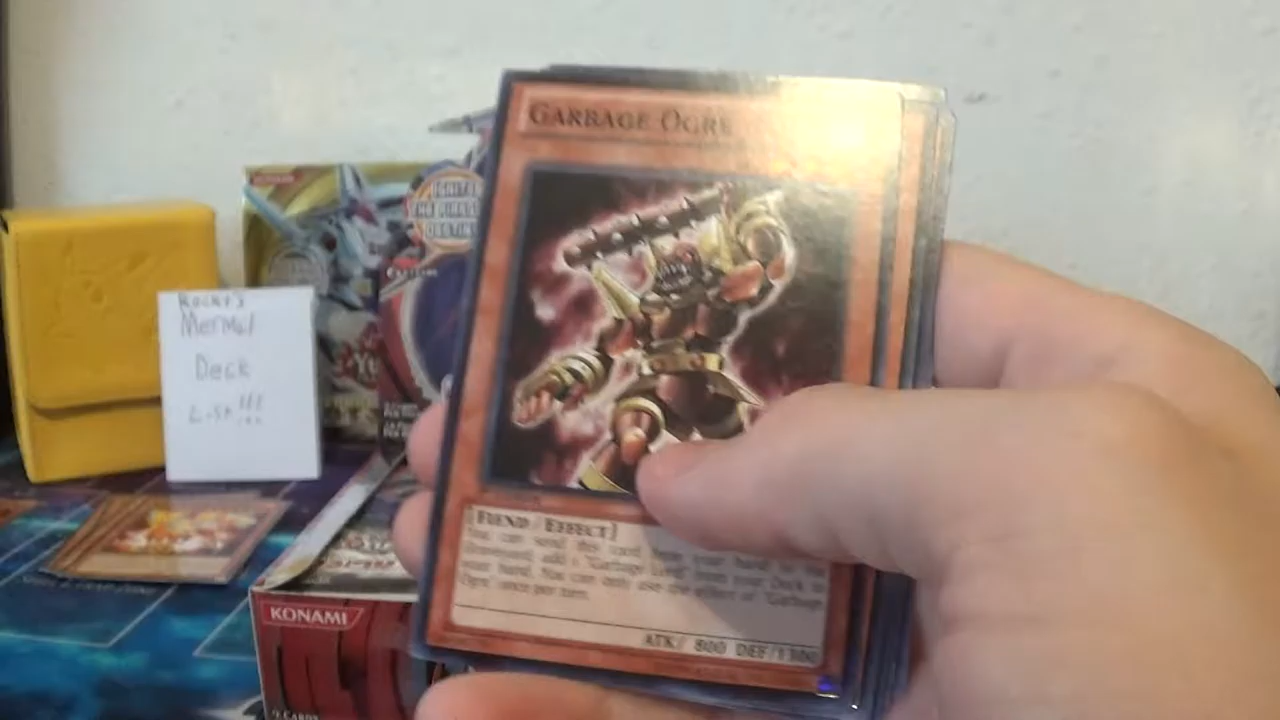 GARBAGE OGRE
[FIEND / EFFECT]
You can send this card from your hand to the
Graveyard; add 1 "Garbage Lord" from your Deck to
your hand. You can only use the effect of "Garbage
Ogre" once per turn.
ATK/ 800 DEF/1300
ROCKY'S
Mermail
Deck
List!!!
KONAMI
9 CARDS